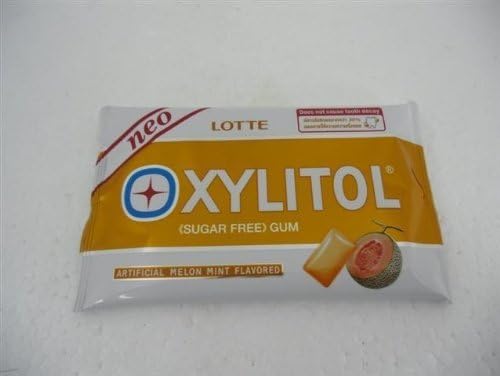 neo
LOTTE
Does not cause tooth decay
XYLITOL®
(SUGAR FREE) GUM
ARTIFICIAL MELON MINT FLAVORED